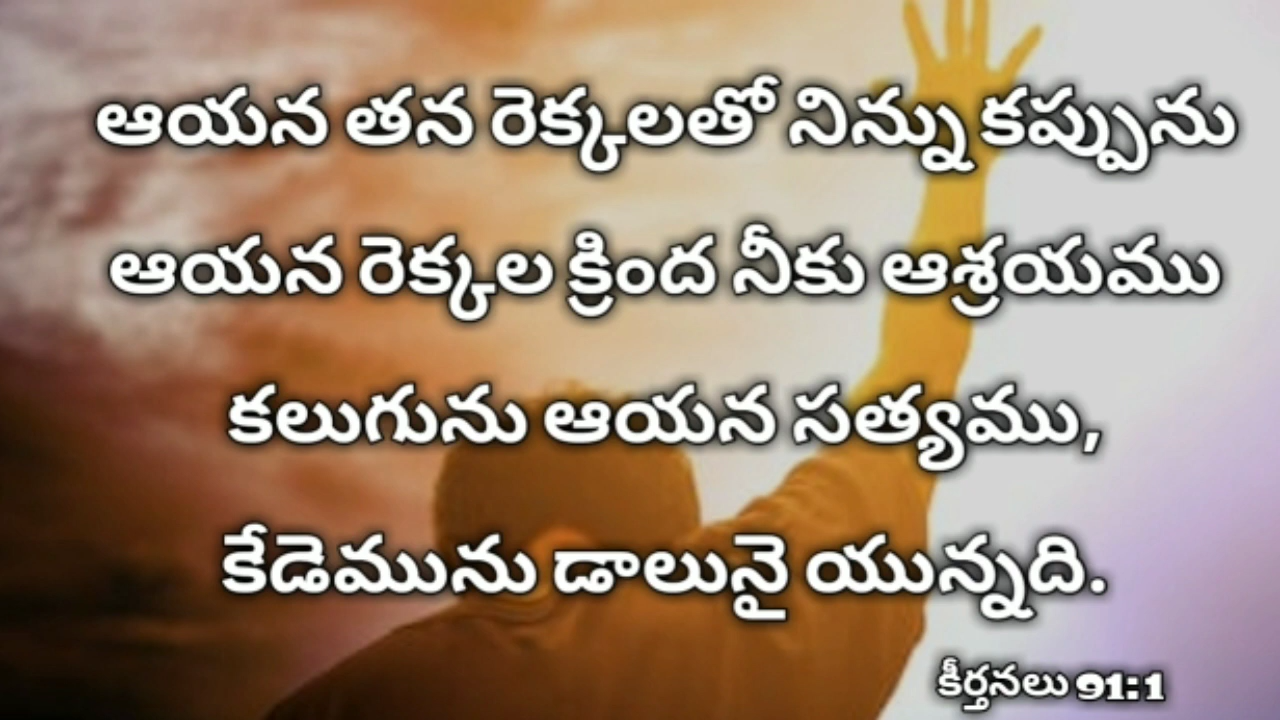 ఆయన తన రెక్కలతో నిన్ను కప్పును
ఆయన రెక్కల క్రింద నీకు ఆశ్రయము
కలుగును ఆయన సత్యము,
కేడెమును డాలునై యున్నది.
కీర్తనలు 91:1